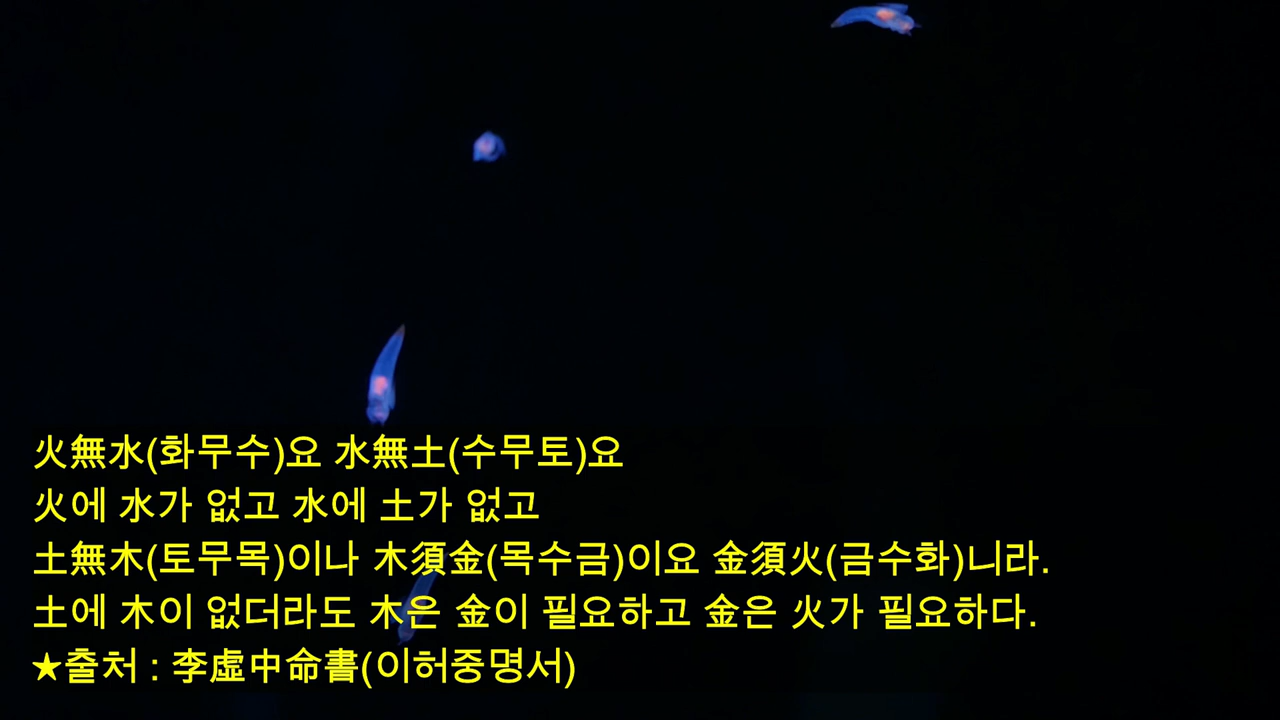 火無水(화무수)요 水無土(수무토)요
火에 水가 없고 水에 土가 없고
土無木(토무목)이나 木須金(목수금)이요 金須火(금수화)니라.
土에 木이 없더라도 木은 金이 필요하고 金은 火가 필요하다.
★출처 : 李虛中命書(이허중명서)